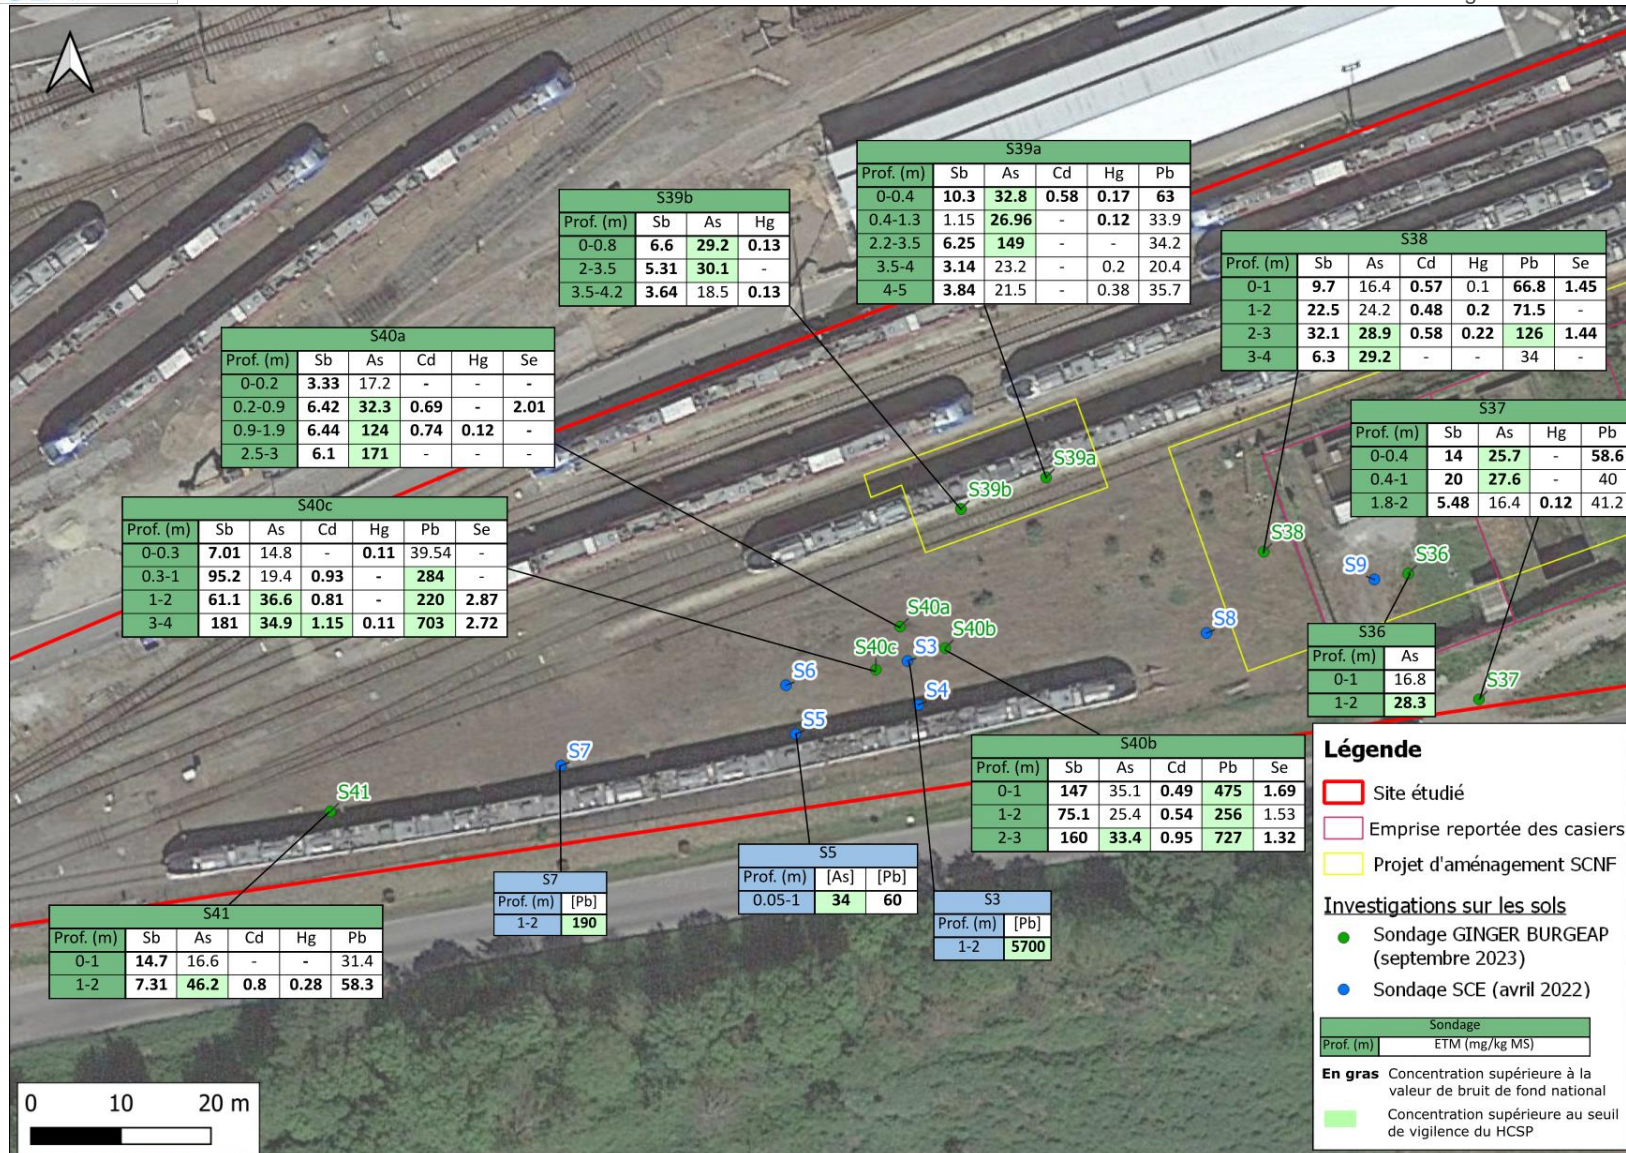 S39a
Prof. (m) Sb As Cd Hg Pb
0-0.4 10.3 32.8 0.58 0.17 63
0.4-1.3 1.15 26.96 - 0.12 33.9
2.2-3.5 6.25 149 - - 34.2
3.5-4 3.14 23.2 - 0.2 20.4
4-5 3.84 21.5 - 0.38 35.7
S39b
Prof. (m) Sb As Hg
0-0.8 6.6 29.2 0.13
2-3.5 5.31 30.1 -
3.5-4.2 3.64 18.5 0.13
S38
Prof. (m) Sb As Cd Hg Pb Se
0-1 9.7 16.4 0.57 0.1 66.8 1.45
1-2 22.5 24.2 0.48 0.2 71.5 -
2-3 32.1 28.9 0.58 0.22 126 1.44
3-4 6.3 29.2 - - 34 -
S40a
Prof. (m) Sb As Cd Hg Se
0-0.2 3.33 17.2 - - -
0.2-0.9 6.42 32.3 0.69 - 2.01
0.9-1.9 6.44 124 0.74 0.12 -
2.5-3 6.1 171 - - -
S37
Prof. (m) Sb As Hg Pb
0-0.4 14 25.7 - 58.6
0.4-1 20 27.6 - 40
1.8-2 5.48 16.4 0.12 41.2
S40c
Prof. (m) Sb As Cd Hg Pb Se
0-0.3 7.01 14.8 - 0.11 39.54 -
0.3-1 95.2 19.4 0.93 - 284 -
1-2 61.1 36.6 0.81 - 220 2.87
3-4 181 34.9 1.15 0.11 703 2.72
S39a
S39b
S38
S36
S9
S40a
S40b
S8
S40c
S3
S6
S4
S37
S5
S7
S41
S36
Prof. (m) As
0-1 16.8
1-2 28.3
S40b
Prof. (m) Sb As Cd Pb Se
0-1 147 35.1 0.49 475 1.69
1-2 75.1 25.4 0.54 256 1.53
2-3 160 33.4 0.95 727 1.32
S5
Prof. (m) [As] [Pb]
0.05-1 34 60
S7
Prof. (m) [Pb]
1-2 190
S3
Prof. (m) [Pb]
1-2 5700
S41
Prof. (m) Sb As Cd Hg Pb
0-1 14.7 16.6 - - 31.4
1-2 7.31 46.2 0.8 0.28 58.3
Légende
Site étudié
Emprise reportée des casiers
Projet d'aménagement SCNF
Investigations sur les sols
Sondage GINGER BURGEAP
(septembre 2023)
Sondage SCE (avril 2022)
Sondage
Prof. (m) ETM (mg/kg MS)
En gras Concentration supérieure à la
valeur de bruit de fond national
Concentration supérieure au seuil
de vigilence du HCSP
0 10 20 m